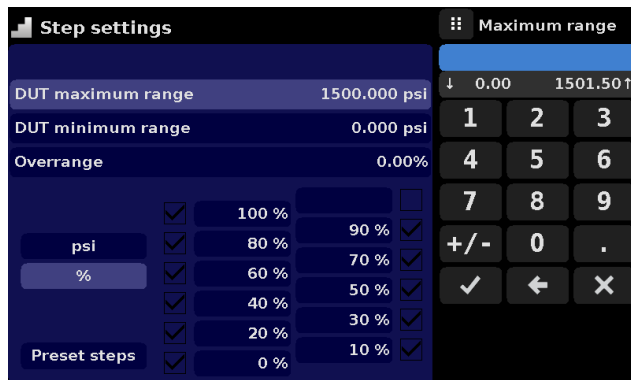 Step settings
DUT maximum range 1500.000 psi
DUT minimum range 0.000 psi
Overrange 0.00%
100 %
90 %
psi
80 %
70 %
%
60 %
50 %
40 %
30 %
20 %
10 %
Preset steps
0 %
Maximum range
↓ 0.00 1501.50↑
1 2 3
4 5 6
7 8 9
+/- 0 .